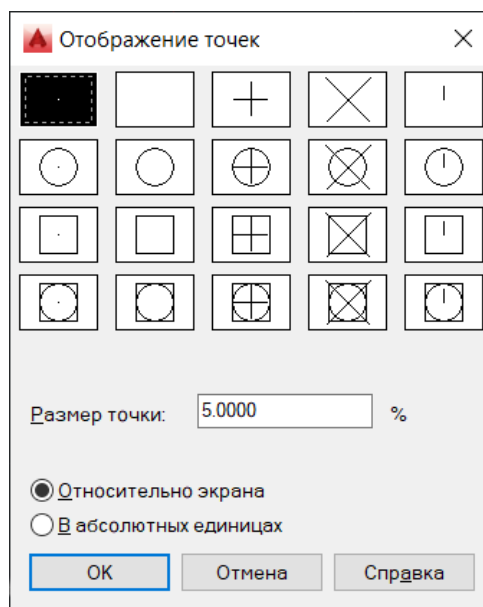 Отображение точек
Размер точки: 5.0000 %
Относительно экрана
В абсолютных единицах
OK Отмена Справка